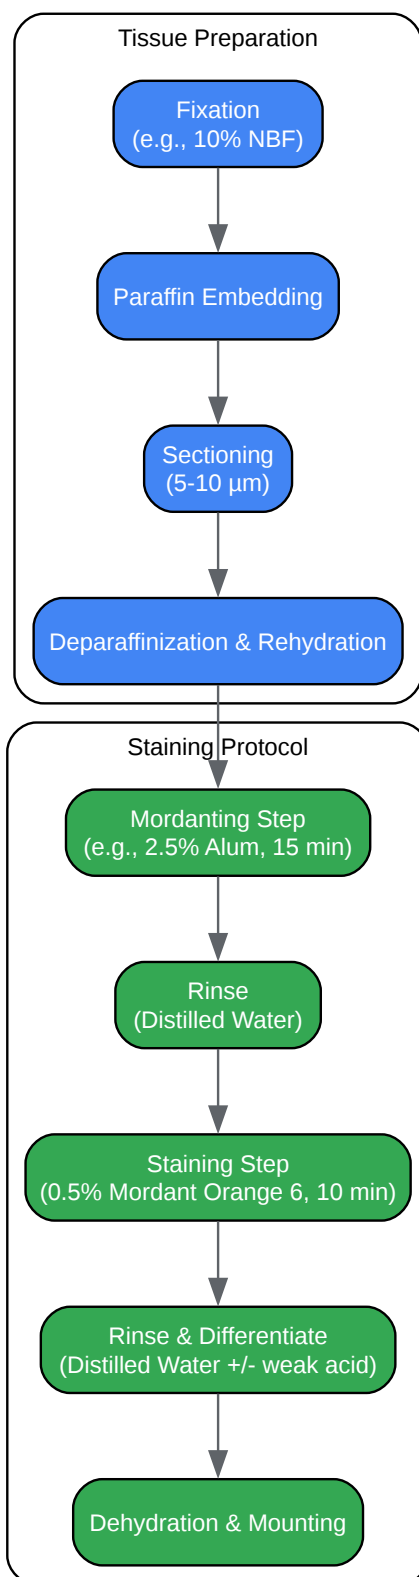 Tissue Preparation
Fixation
(e.g., 10% NBF)
Paraffin Embedding
Sectioning
(5-10 µm)
Deparaffinization & Rehydration
Staining Protocol
Mordanting Step
(e.g., 2.5% Alum, 15 min)
Rinse
(Distilled Water)
Staining Step
(0.5% Mordant Orange 6, 10 min)
Rinse & Differentiate
(Distilled Water +/- weak acid)
Dehydration & Mounting